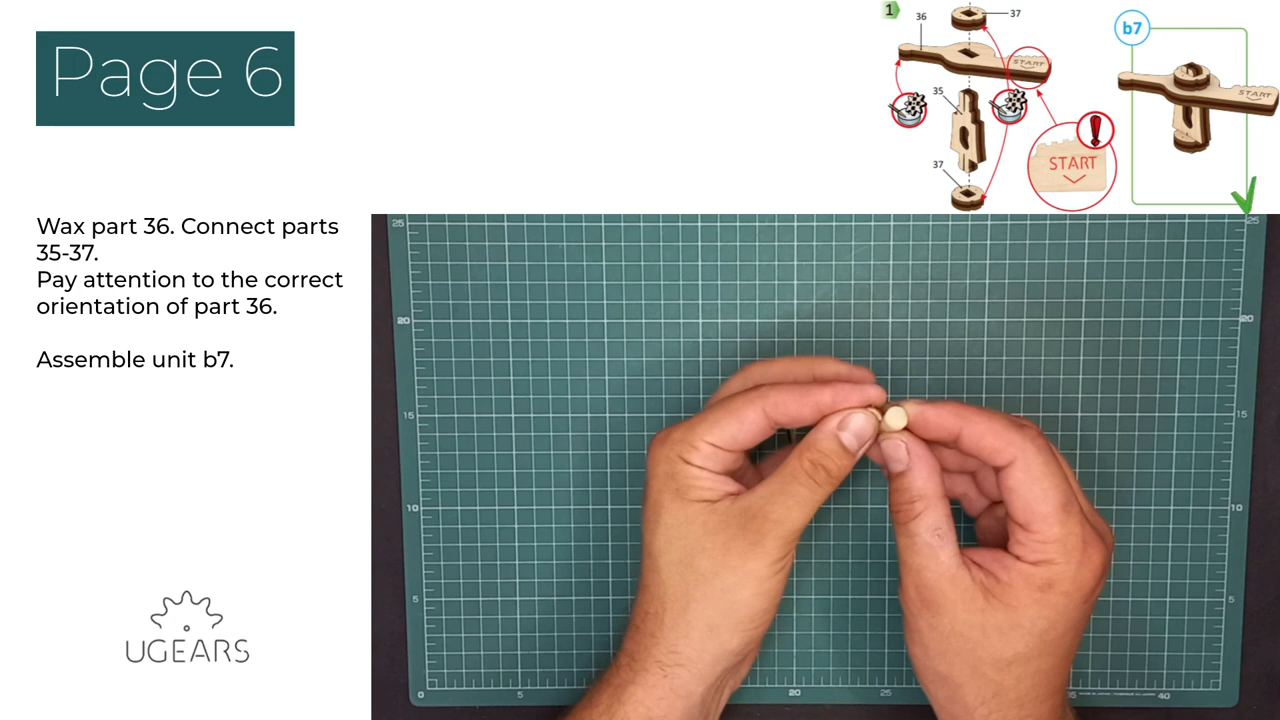 Page 6
1
36
37
START
35
37
START
b7
START
Wax part 36. Connect parts
35-37.
Pay attention to the correct
orientation of part 36.
Assemble unit b7.
UGEARS
25
25
20
20
15
15
10
10
5
5
0
5
20
25
35
40